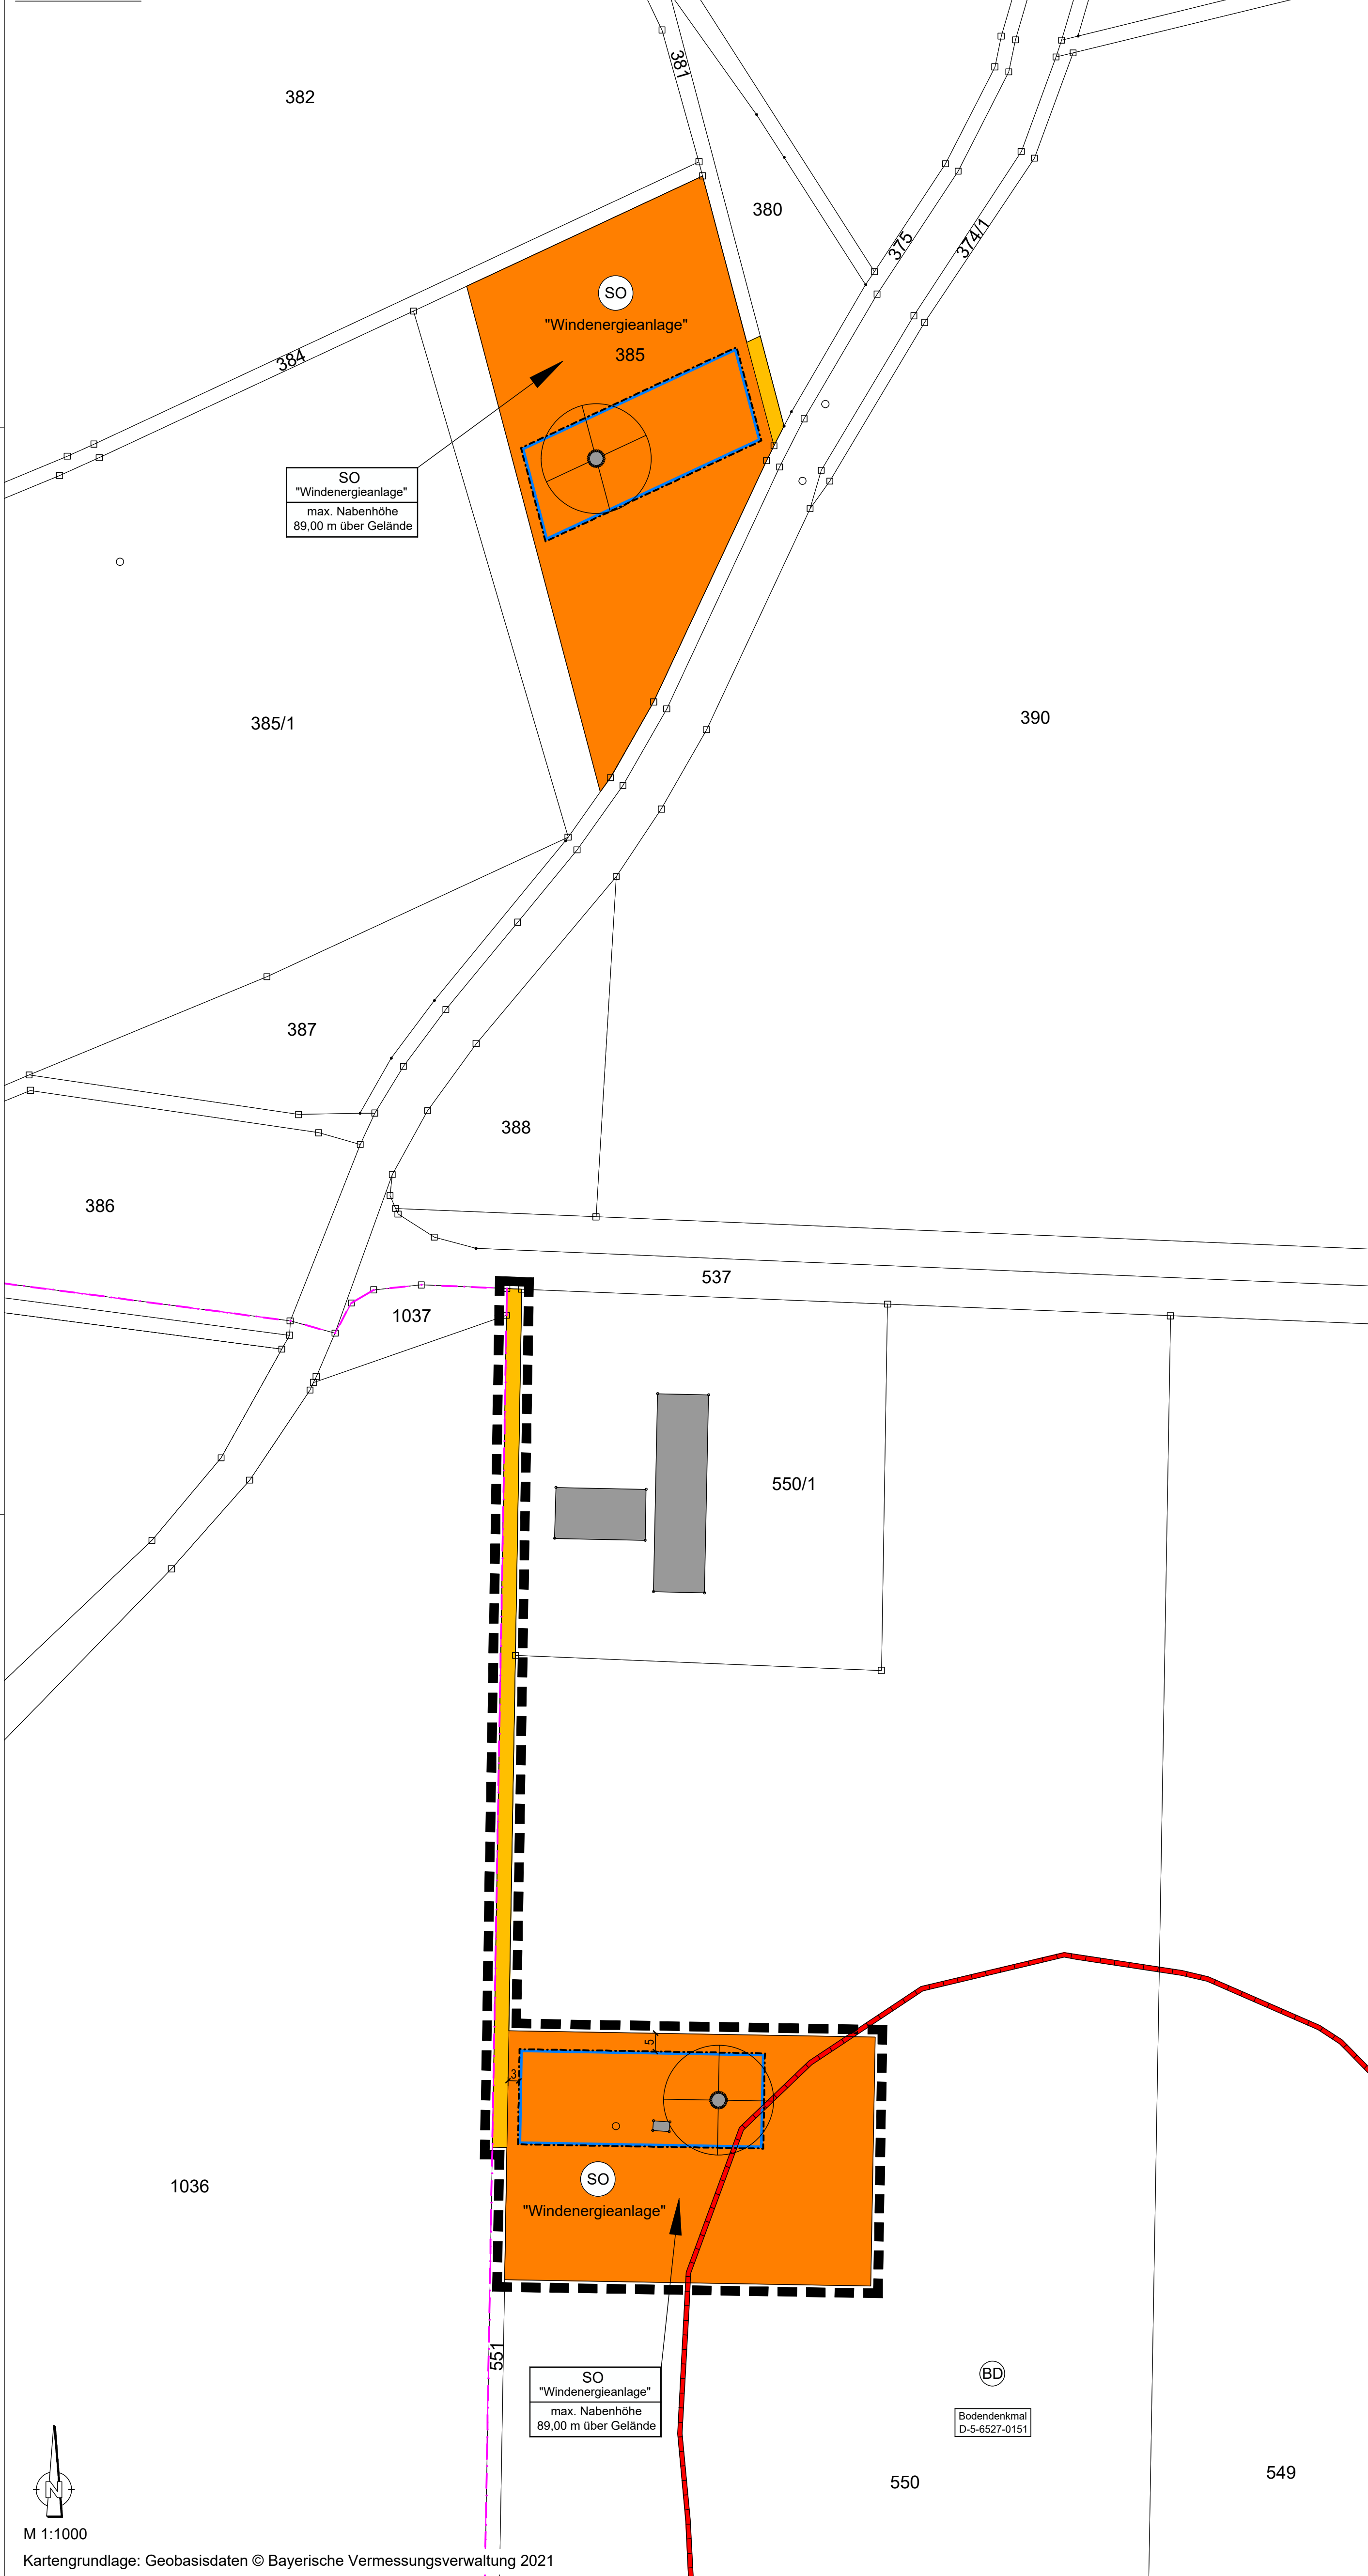 381
382
380
375
374/1
SO
"Windenergieanlage"
385
384
SO
"Windenergieanlage"
max. Nabenhöhe
89,00 m über Gelände
385/1
390
387
388
386
537
1037
550/1
5
3
SO
"Windenergieanlage"
1036
551
SO
"Windenergieanlage"
max. Nabenhöhe
89,00 m über Gelände
BD
Bodendenkmal
D-5-6527-0151
550
549
N
M 1:1000
Kartengrundlage: Geobasisdaten © Bayerische Vermessungsverwaltung 2021